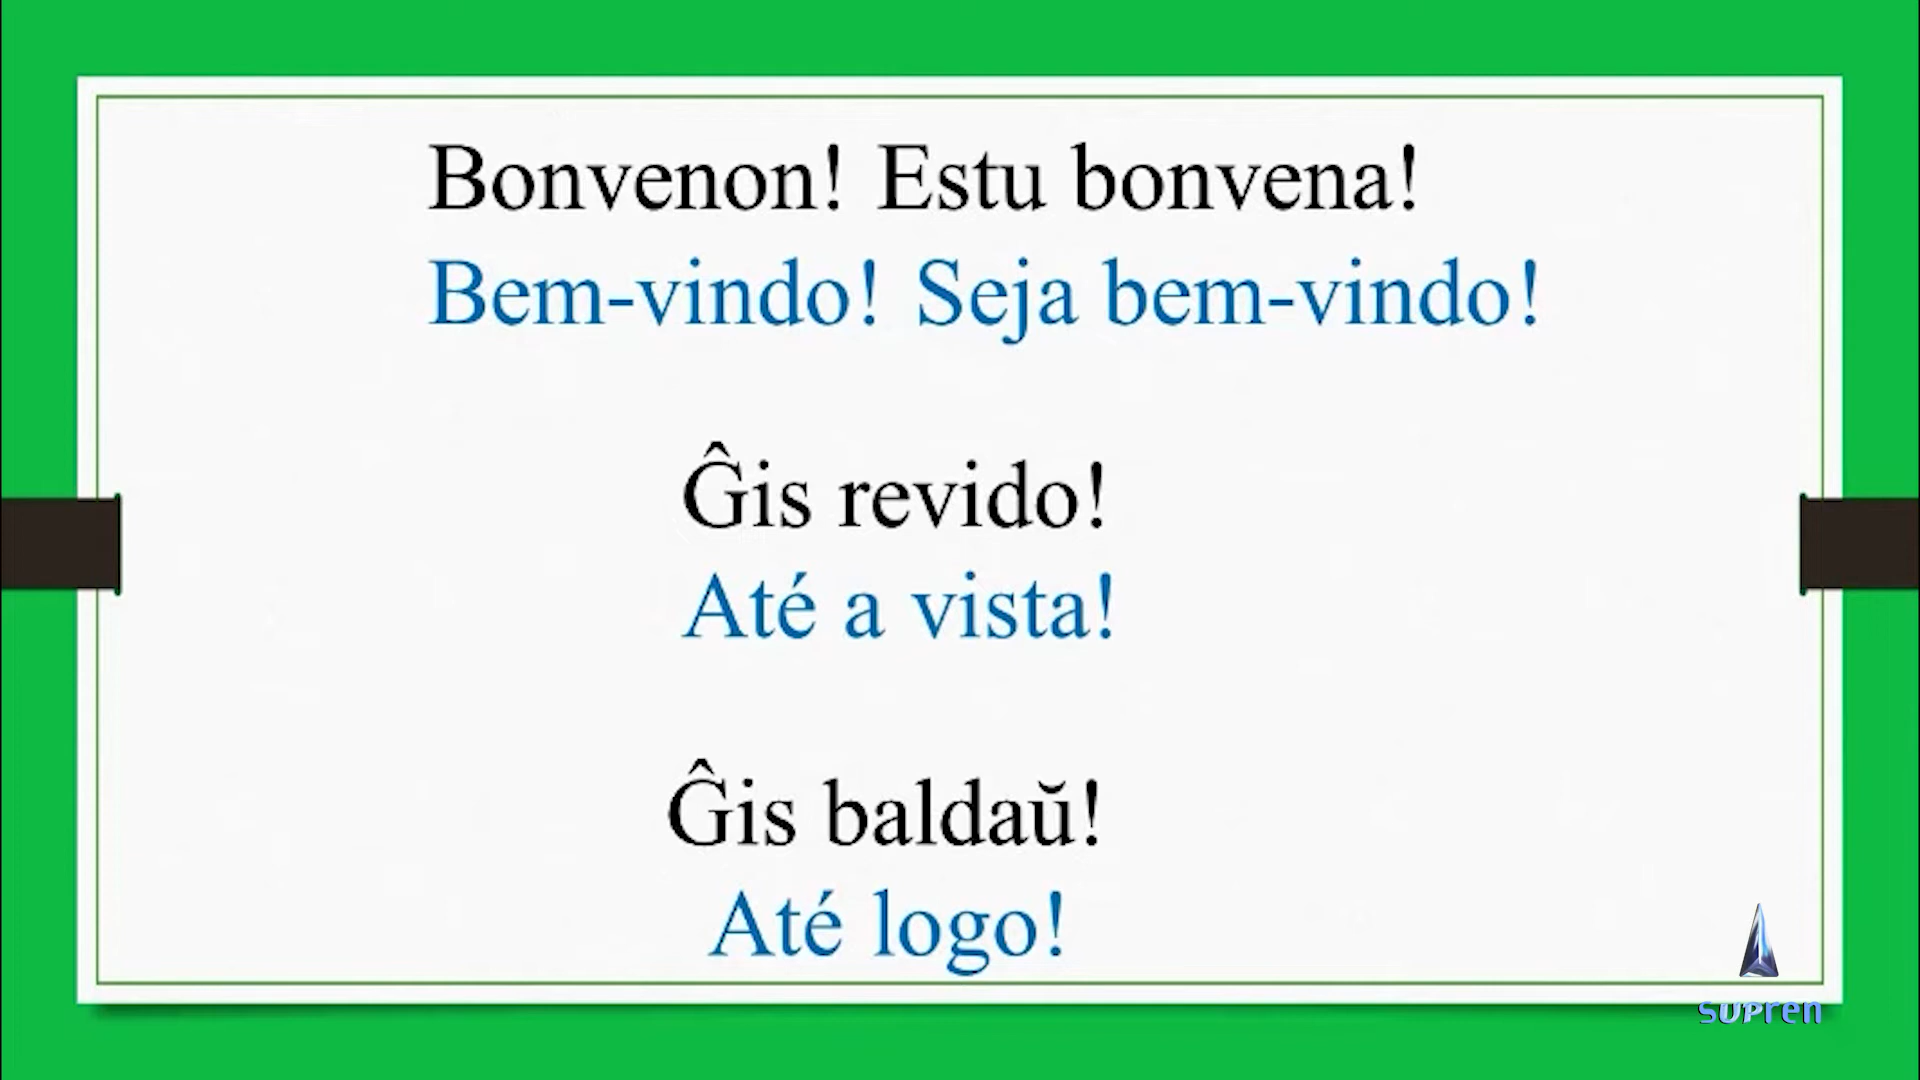 Bonvenon! Estu bonvena!
Bem-vindo! Seja bem-vindo!
Ĝis revido!
Até a vista!
Ĝis baldaŭ!
Até logo!
supren